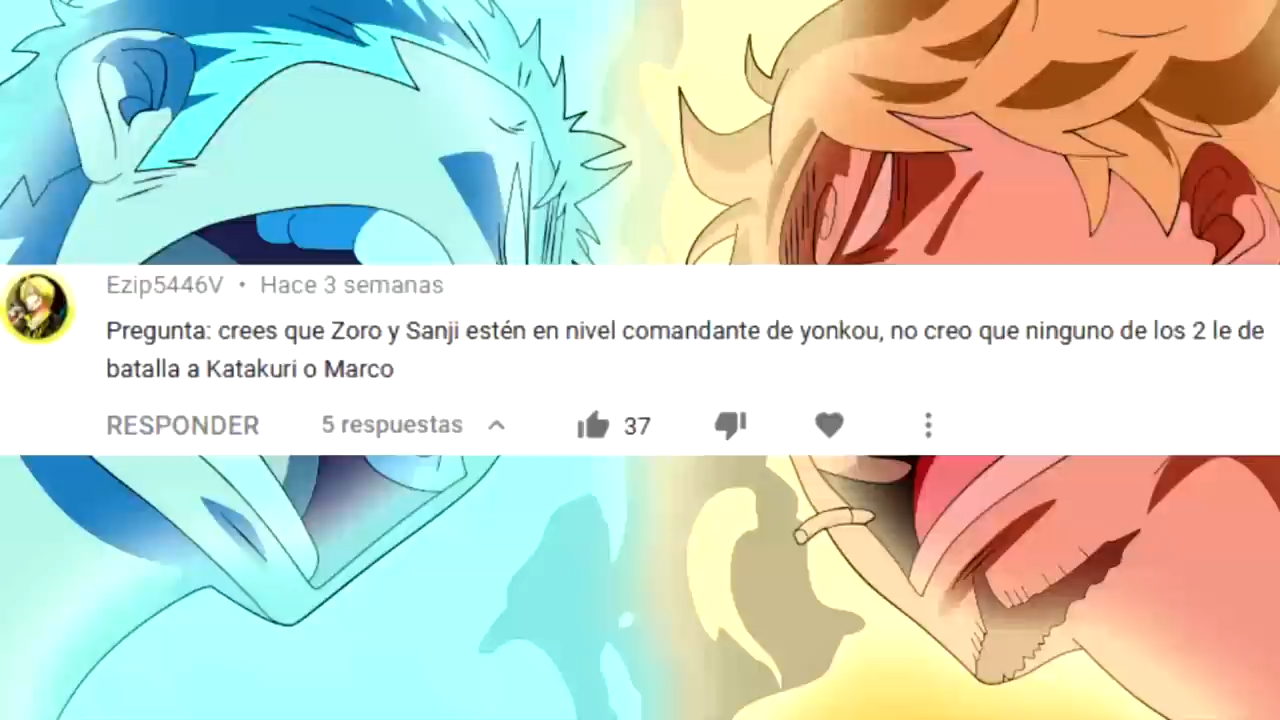 Ezip5446V • Hace 3 semanas
Pregunta: crees que Zoro y Sanji estén en nivel comandante de yonkou, no creo que ninguno de los 2 le de
batalla a Katakuri o Marco
RESPONDER 5 respuestas 37